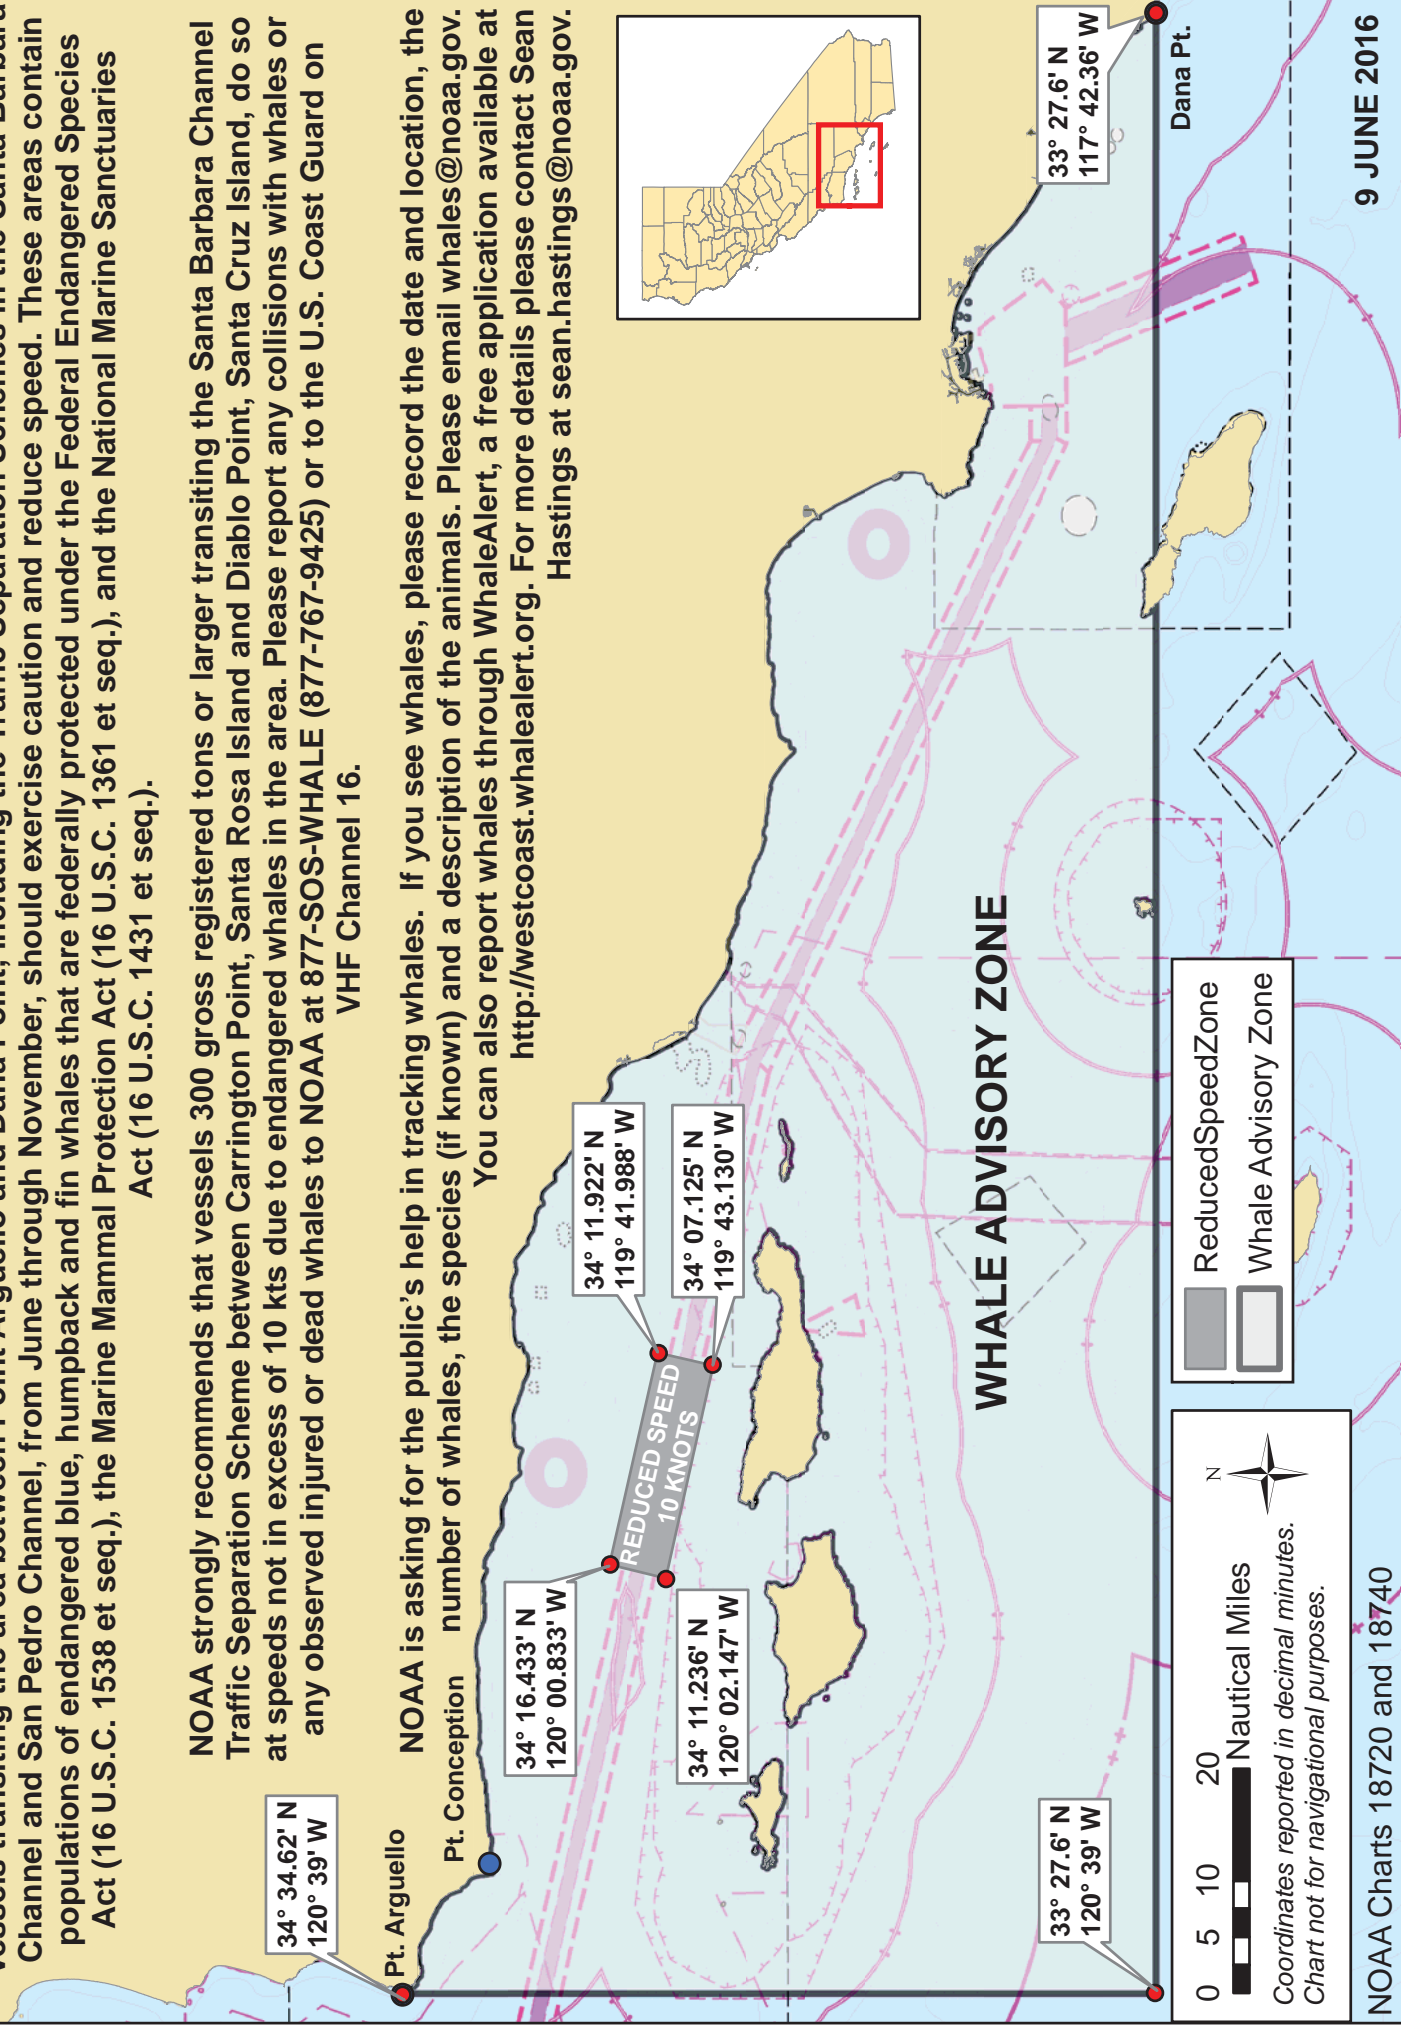 Channel and San Pedro Channel, from June through November, should exercise caution and reduce speed. These areas contain
populations of endangered blue, humpback and fin whales that are federally protected under the Federal Endangered Species
Act (16 U.S.C. 1538 et seq.), the Marine Mammal Protection Act (16 U.S.C. 1361 et seq.), and the National Marine Sanctuaries
Act (16 U.S.C. 1431 et seq.).
NOAA strongly recommends that vessels 300 gross registered tons or larger transiting the Santa Barbara Channel
Traffic Separation Scheme between Carrington Point, Santa Rosa Island and Diablo Point, Santa Cruz Island, do so
at speeds not in excess of 10 kts due to endangered whales in the area. Please report any collisions with whales or
any observed injured or dead whales to NOAA at 877-SOS-WHALE (877-767-9425) or to the U.S. Coast Guard on
VHF Channel 16.
NOAA is asking for the public's help in tracking whales. If you see whales, please record the date and location, the
number of whales, the species (if known) and a description of the animals. Please email whales@noaa.gov.
You can also report whales through WhaleAlert, a free application available at
http://westcoast.whalealert.org. For more details please contact Sean
Hastings at sean.hastings@noaa.gov.
34° 34.62' N
120° 39' W
Pt. Arguello
Pt. Conception
34° 16.433' N
120° 00.833' W
34° 11.922' N
119° 41.988' W
REDUCED SPEED
10 KNOTS
34° 11.236' N
120° 02.147' W
34° 07.125' N
119° 43.130' W
WHALE ADVISORY ZONE
33° 27.6' N
120° 39' W
33° 27.6' N
117° 42.36' W
Dana Pt.
0 5 10 20
Nautical Miles
N
Coordinates reported in decimal minutes.
Chart not for navigational purposes.
ReducedSpeedZone
Whale Advisory Zone
NOAA Charts 18720 and 18740
9 JUNE 2016